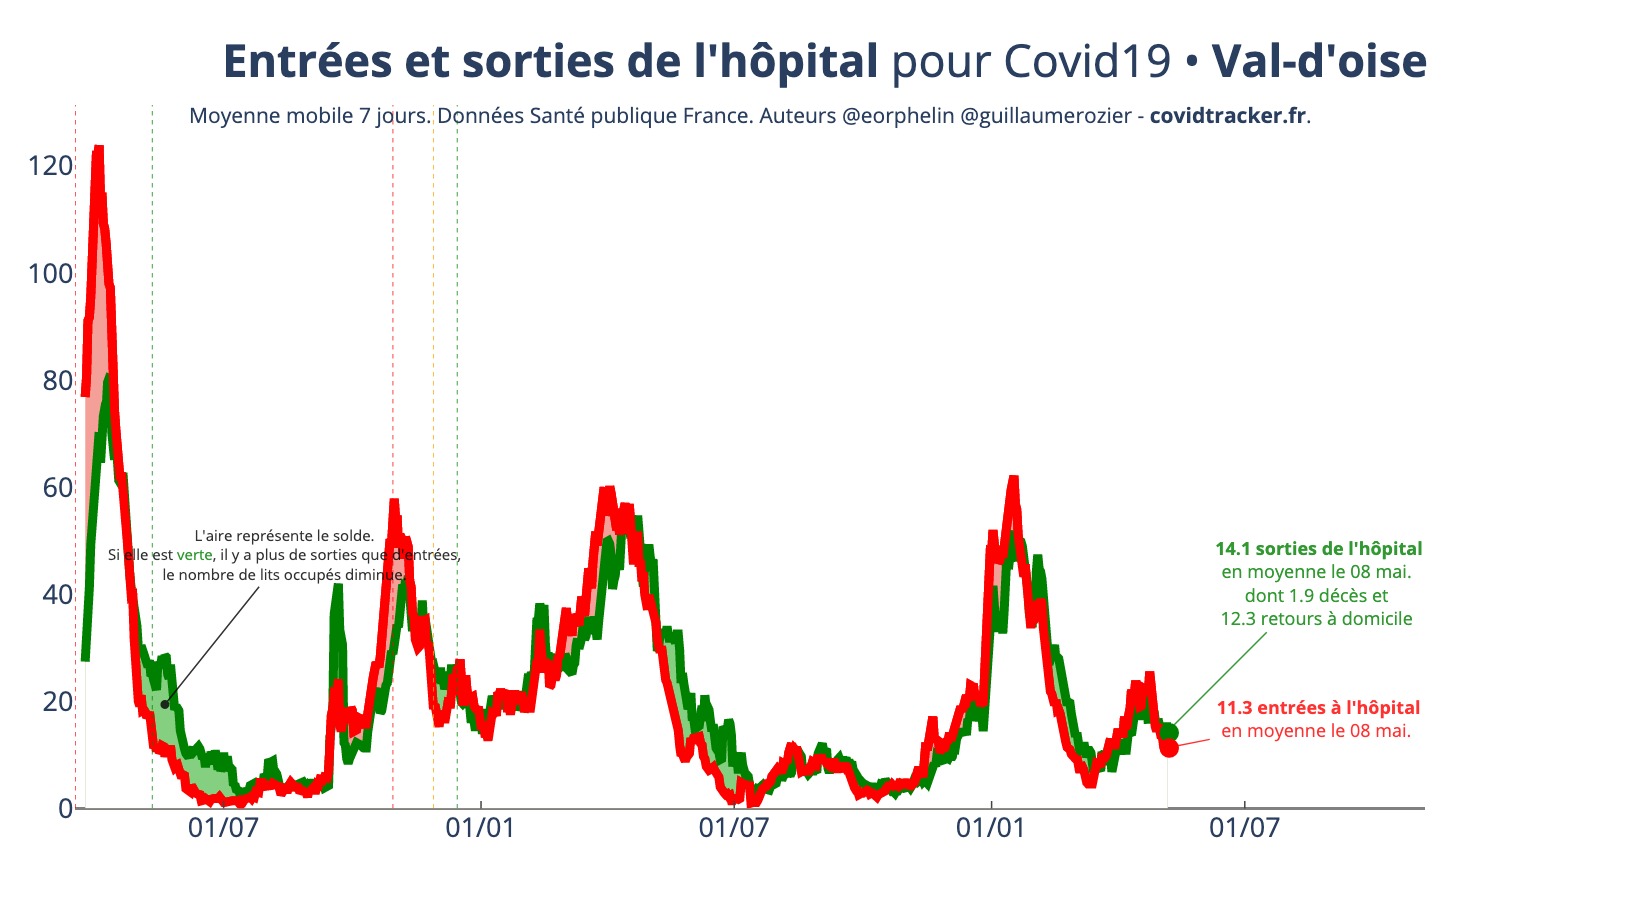 Entrées et sorties de l'hôpital pour Covid19 • Val-d'oise
Moyenne mobile 7 jours. Données Santé publique France. Auteurs @eorphelin @guillaumerozier - covidtracker.fr.
120
100
80
60
40
20
0
L'aire représente le solde.
Si elle est verte, il y a plus de sorties que d'entrées,
le nombre de lits occupés diminue.
14.1 sorties de l'hôpital
en moyenne le 08 mai.
dont 1.9 décès et
12.3 retours à domicile
11.3 entrées à l'hôpital
en moyenne le 08 mai.
01/07
01/01
01/07
01/01
01/07